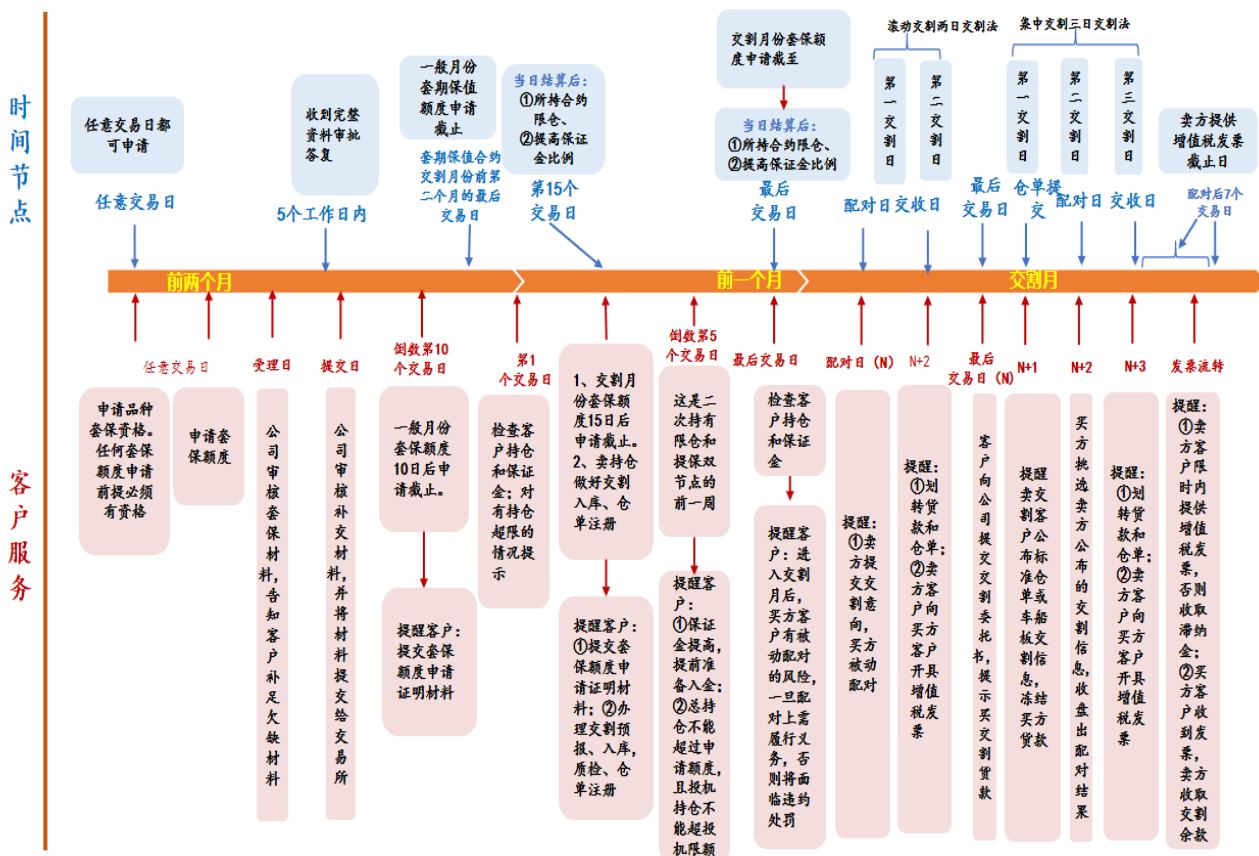 时间节点
任意交易日都
可申请
任意交易日
收到完整
资料审批
答复
5个工作日内
一般月份
套期保值
额度申请
截止
套期保值合约
交割月份前第
二个月的最后
交易日
当日结算后：
①所持合约
限仓、
②提高保证
金比例
第15个
交易日
交割月份套保额
度申请截至
当日结算后：
①所持合约限仓、
②提高保证金比例
最后
交易日
滚动交割两日交割法
第一交割日
第二交割日
配对日
交收日
集中交割三日交割法
最后
交易日
第一交割日
仓单提
交
第二交割日
配对日
第三交割日
交收日
卖方提供
增值税发票
截止日
配对后7个
交易日
前两个月
前一个月
交割月
客户服务
任意交易日
申请品种
套保资格。
任何套保
额度申请
前提必须
有资格
申请套
保额度
受理日
公司审核套保材料，告知客户补足欠缺材料
提交日
公司审核补交材料，并将材料提交给交易所
倒数第10
个交易日
一般月份
套保额度
10日后申
请截止。
提醒客户：
提交套保
额度申请
证明材料
第1
个交易日
检查客
户持仓
和保证
金；对
有持仓
超限的
情况提
示
1、交割月
份套保额
度15日后
申请截止。
2、卖持仓
做好交割
入库、仓
单注册
提醒客户：
①提交套
保额度申
请证明材
料；②办
理交割预
报、入库，
质检、仓
单注册
倒数第5
个交易日
这是二
次持有
限仓和
提保双
节点的
前一周
提醒客
户：
①保证
金提高，
提前准
备入金；
②总持
仓不能
超过申
请额度，
且投机
持仓不
能超投
机限额
最后交易日
检查客
户持仓
和保证
金
提醒客
户：进
入交割
月后，
买方客
户有被
动配对
的风险，
一旦配
对上需
履行义
务，否
则将面
临违约
处罚
配对日（N）
提醒：
①卖
方提
交交
割意
向，
买方
被动
配对
N+2
提醒：
①划
转货
款和
仓单；
②卖
方客
户向
买方
客户
开具
增值
税发
票
最后
交易日（N）
客户向公司提交交割委托书，提示买交割货款
N+1
提醒
卖交
割客
户公
布标
准仓
单或
车船
板交
割信
息，
冻结
买方
货款
N+2
买方挑选卖方公布的交割信息，收盘出配对结果
N+3
提醒：
①划
转货
款和
仓单；
②卖
方客
户向
买方
客户
开具
增值
税发
票
发票流转
提醒：
①卖
方客
户限
时内
提供
增值
税发
票，
否则
收取
滞纳
金；
②买
方客
户收
到发
票，
卖方
收取
交割
余款